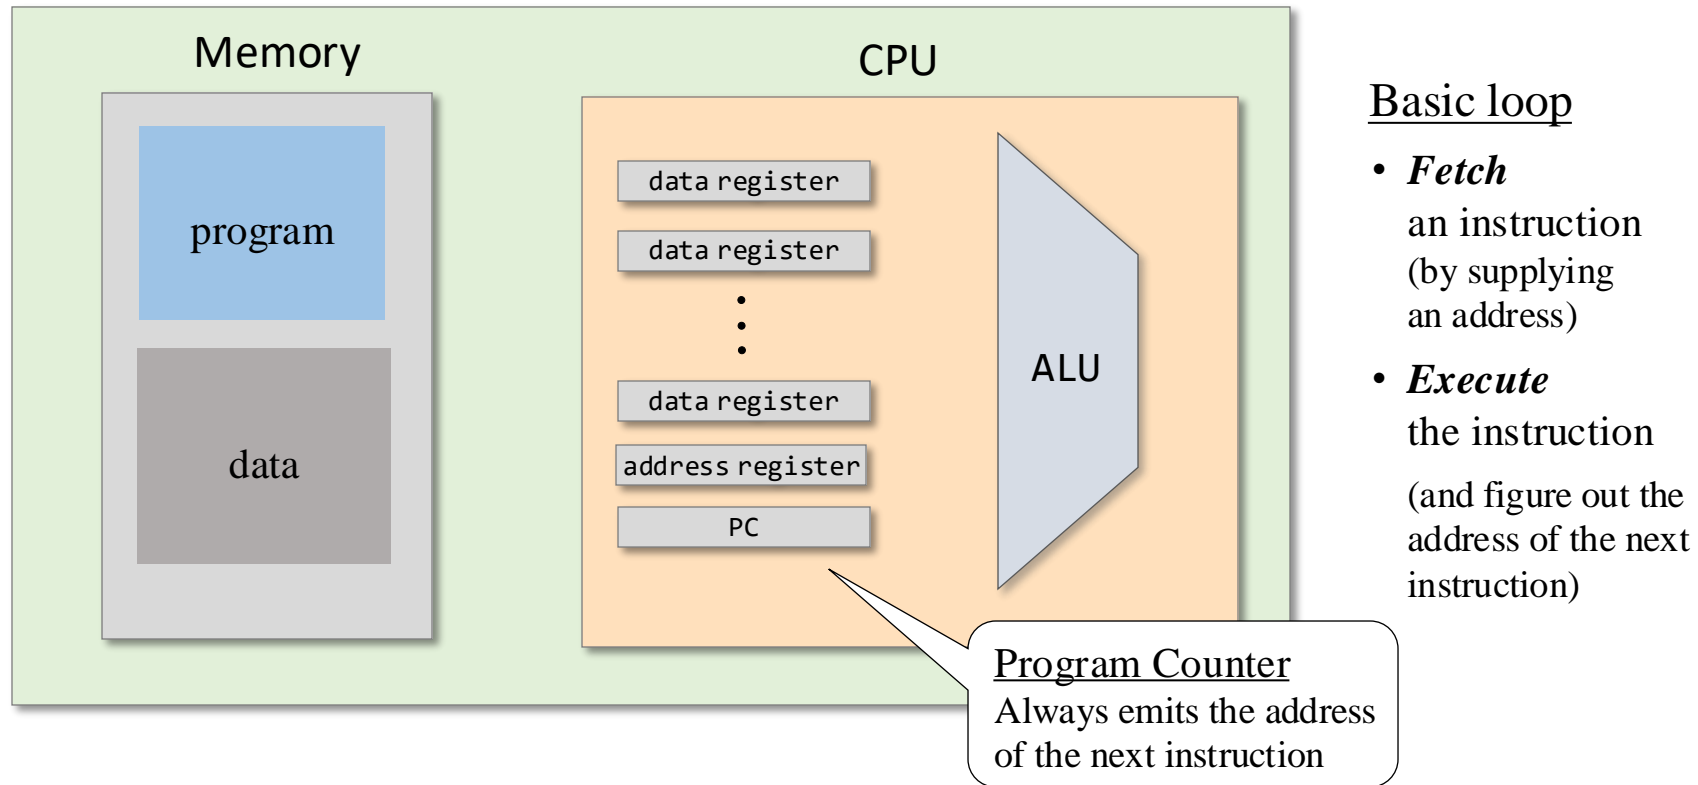 Memory
program
data
CPU
data register
data register
data register
address register
PC
ALU
Program Counter
Always emits the address
of the next instruction
Basic loop
• Fetch
an instruction
(by supplying
an address)
• Execute
the instruction
(and figure out the
address of the next
instruction)